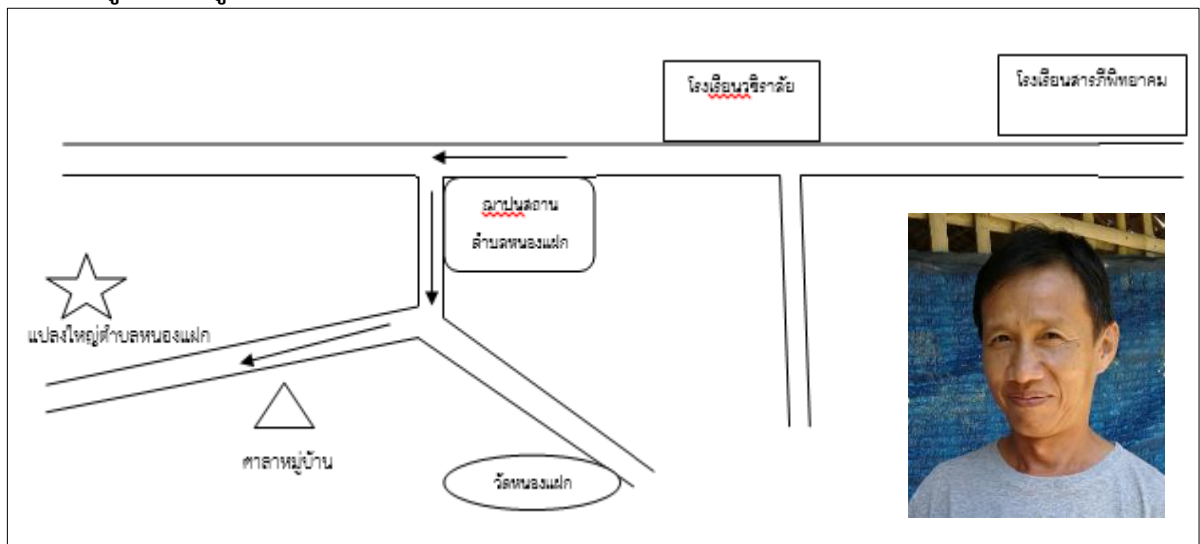 โรงเรียนวชิราลัย
โรงเรียนสารภีพิทยาคม
ฌาปนสถาน
ตำบลหนองแฝก
แปลงใหญ่ตำบลหนองแฝก
ศาลาหมู่บ้าน
วัดหนองแฝก